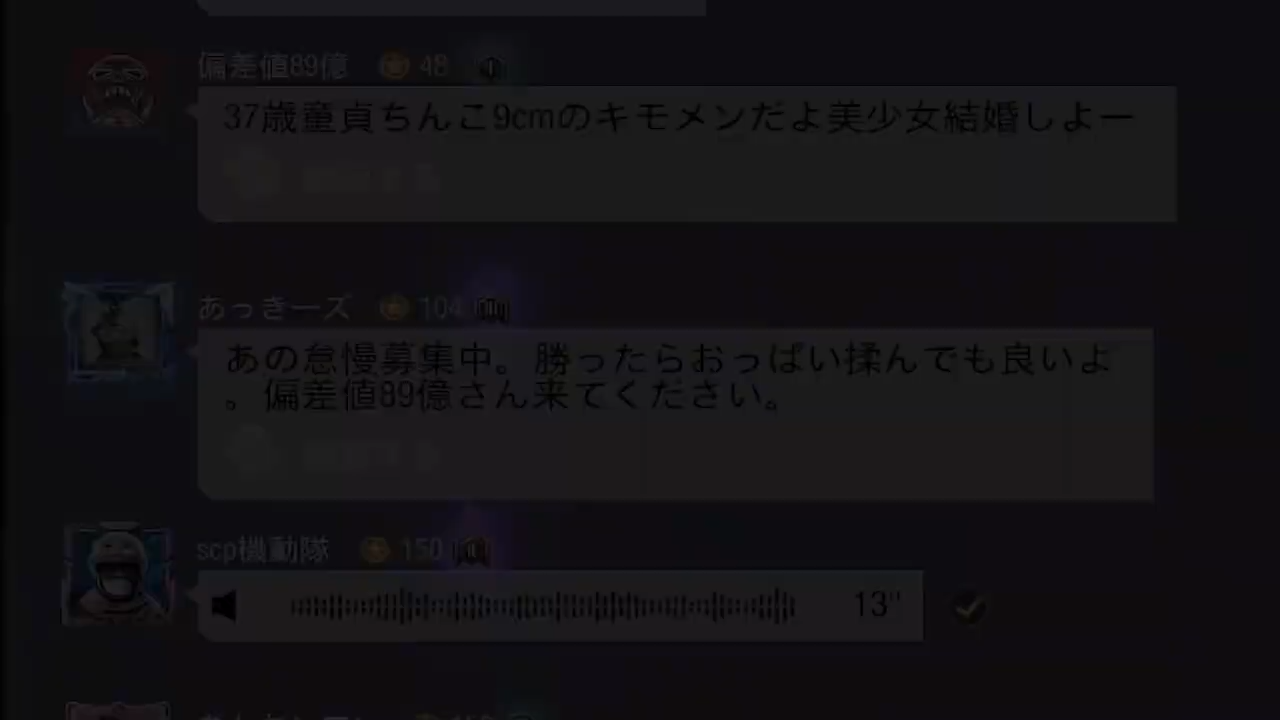 偏差値89億 48
37歳童貞ちんこ9cmのキモメンだよ美少女結婚しよー
あっきーズ 104
あの怠慢募集中。勝ったらおっぱい揉んでも良いよ
。偏差値89億さん来てください。
scp機動隊 150
13"